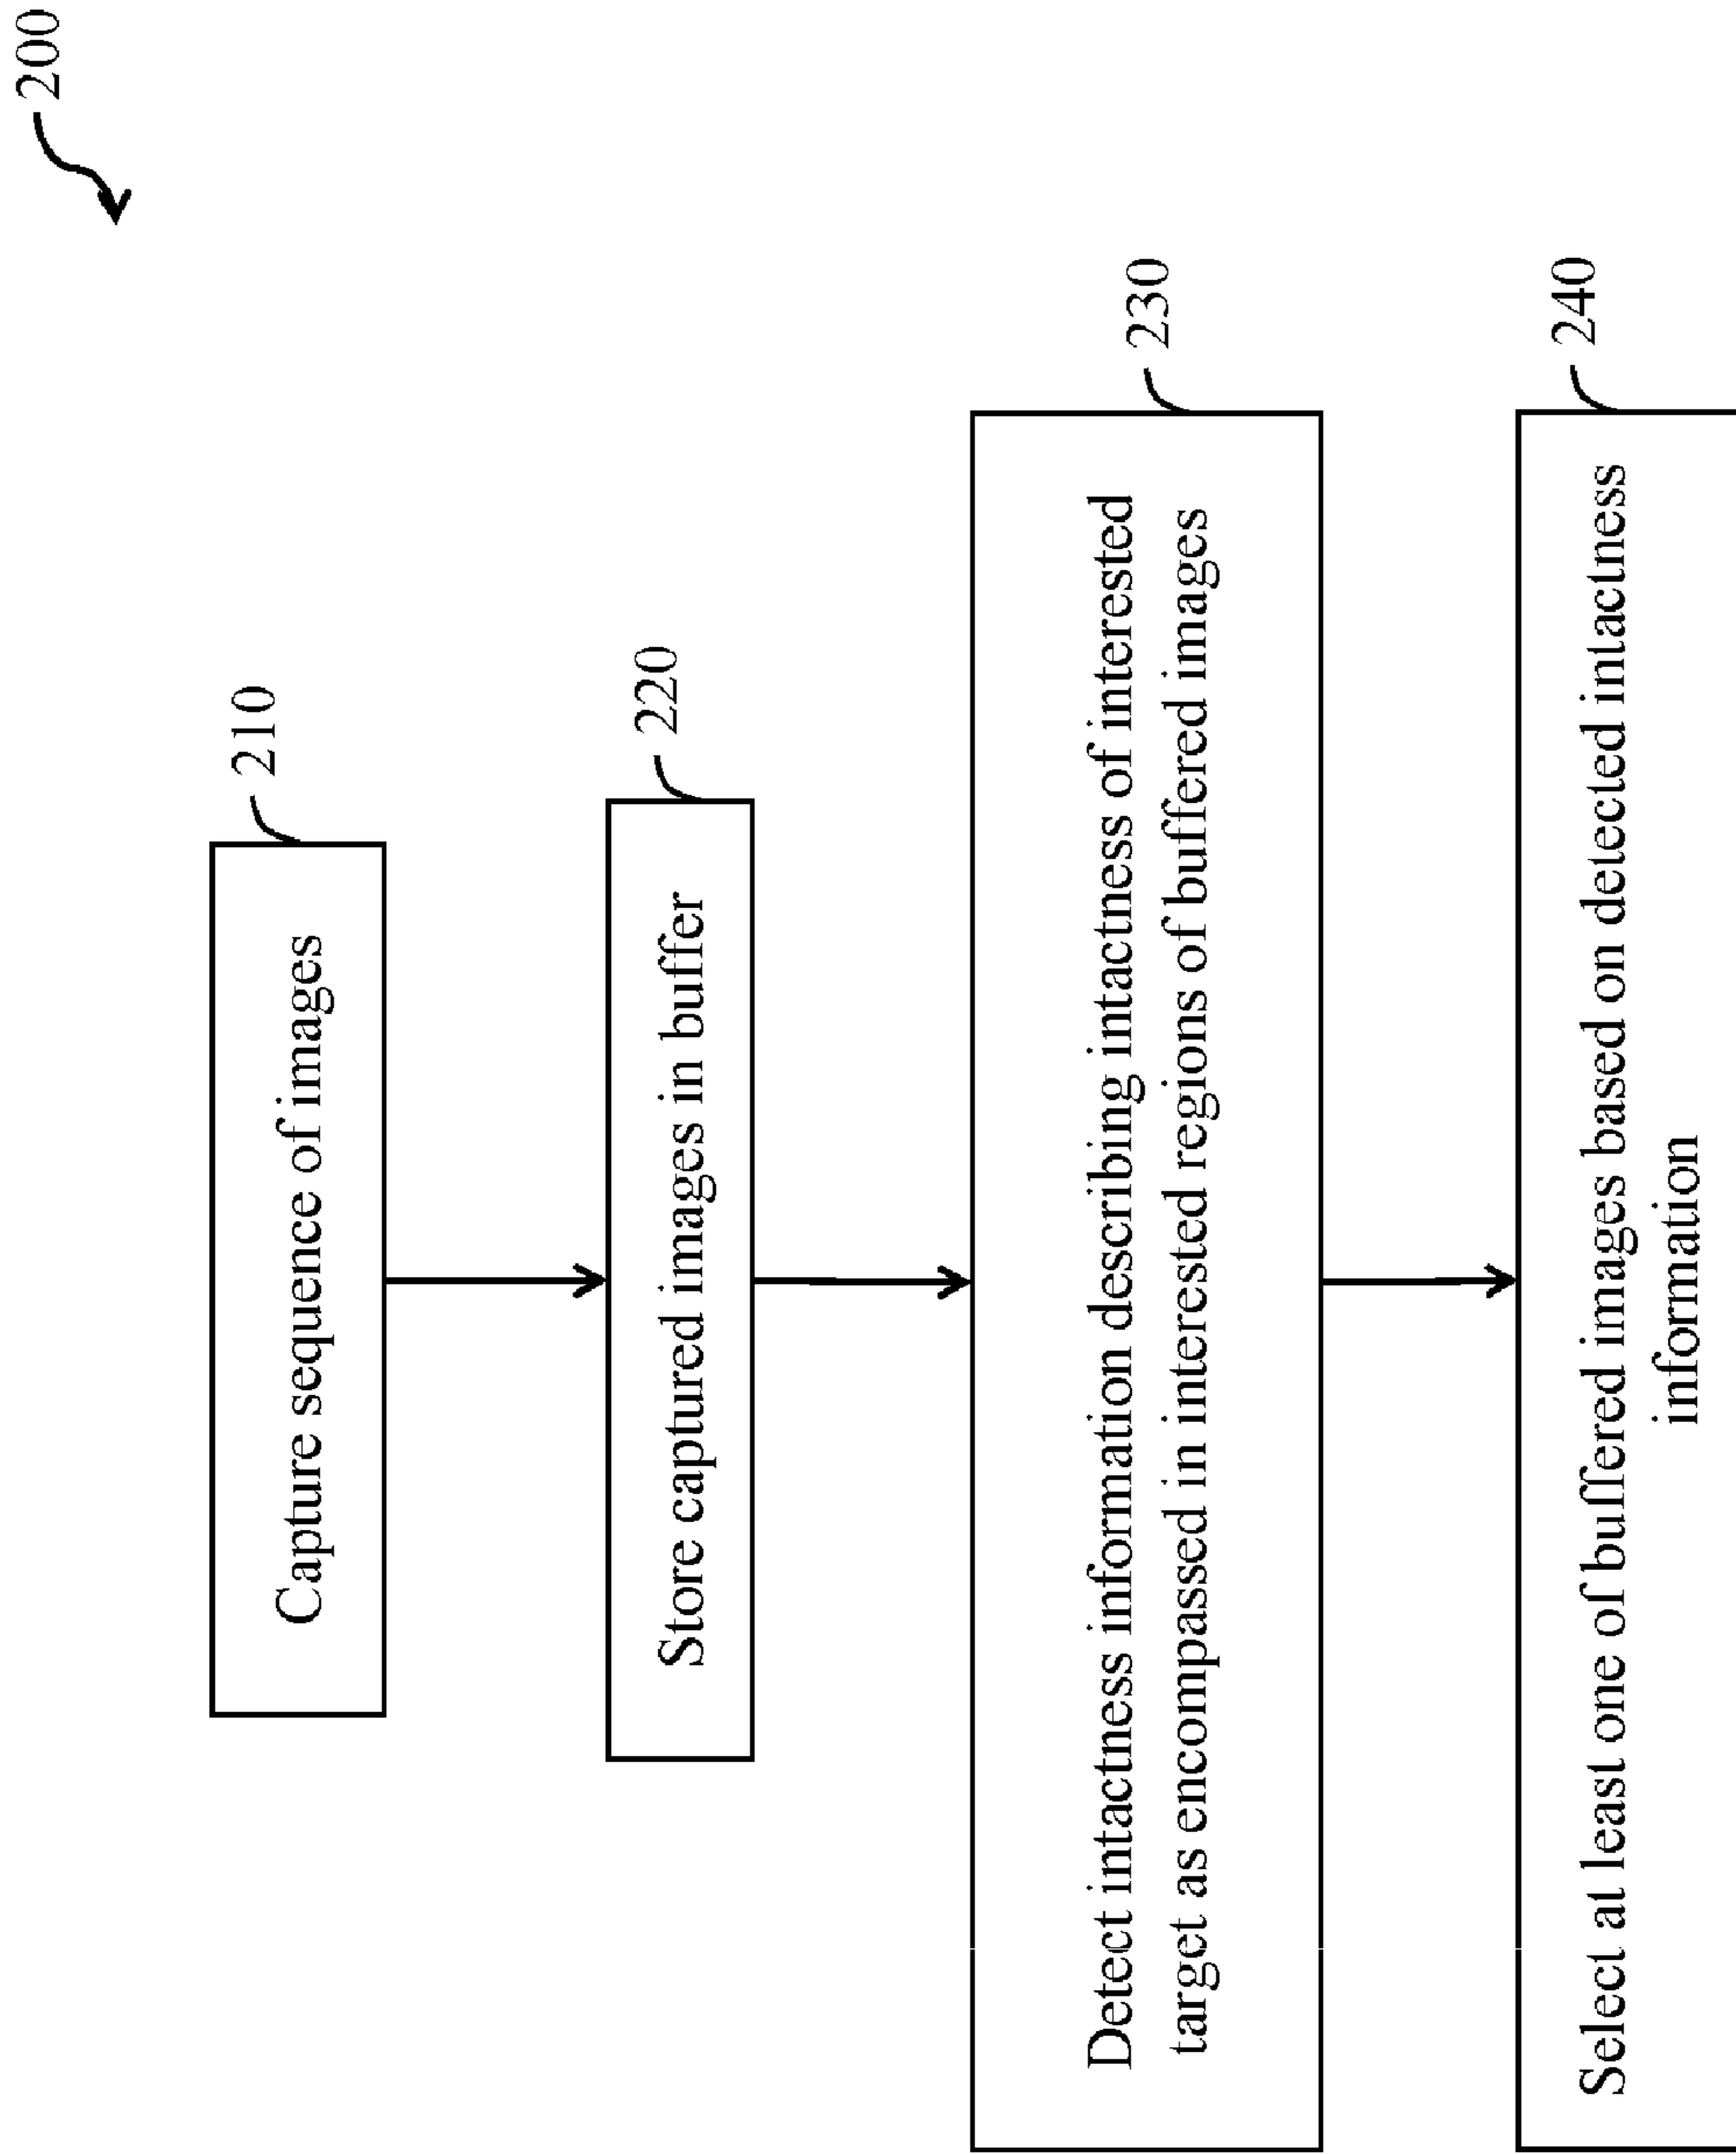 200
210
Capture sequence of images
220
Store captured images in buffer
230
Detect intactness information describing intactness of interested
target as encompassed in interested regions of buffered images
240
Select at least one of buffered images based on detected intactness
information